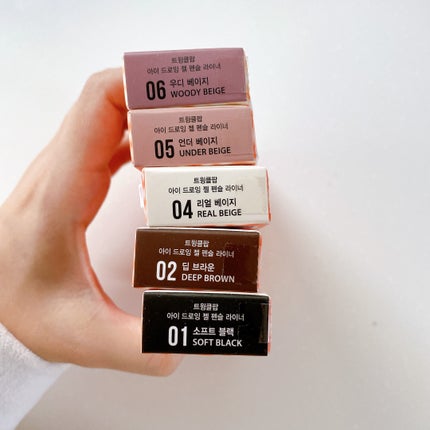 트윙클팝
아이 드로잉 젤 펜슬 라이너
06 우디 베이지
WOODY BEIGE
트윙클팝
아이 드로잉 젤 펜슬 라이너
05 언더 베이지
UNDER BEIGE
트윙클팝
아이 드로잉 젤 펜슬 라이너
04 리얼 베이지
REAL BEIGE
트윙클팝
아이 드로잉 젤 펜슬 라이너
02 딥 브라운
DEEP BROWN
트윙클팝
아이 드로잉 젤 펜슬 라이너
01 소프트 블랙
SOFT BLACK